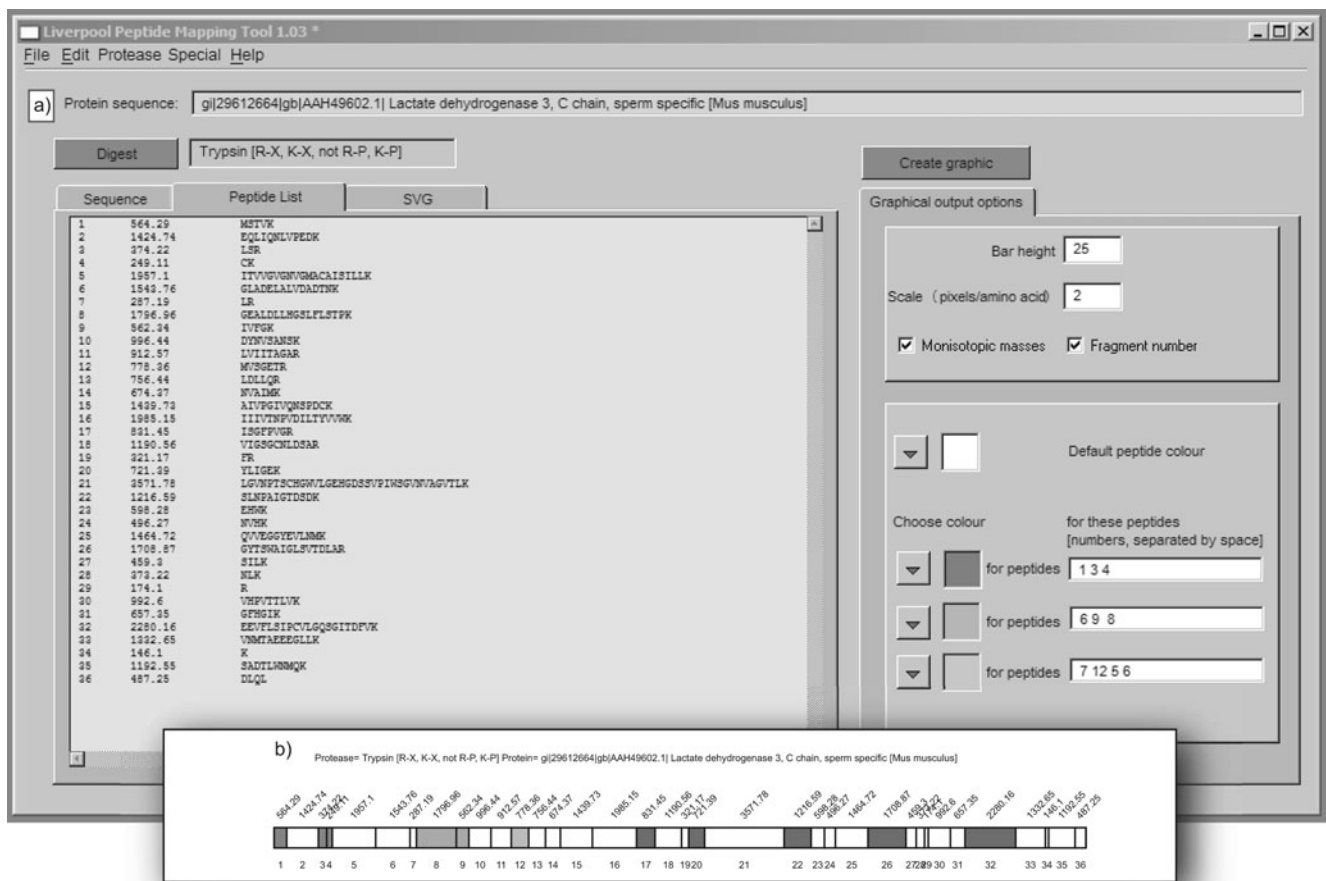 Liverpool Peptide Mapping Tool 1.03 *
File Edit Protease Special Help
a) Protein sequence: gi|29612664|gb|AAH49602.1| Lactate dehydrogenase 3, C chain, sperm specific [Mus musculus]
Digest Trypsin [R-X, K-X, not R-P, K-P]
Create graphic
Sequence Peptide List SVG
Graphical output options
1 564.29 MSTVK
2 1424.74 EQLIQNLVPEDK
3 374.22 LSR
4 249.11 CK
5 1957.1 ITVVGVGNVGMACAISILLK
6 1543.76 GLADELALVDADTNK
7 287.19 LR
8 1796.96 GEALDLLHGSLFLSTPK
9 562.34 IVFGK
10 996.44 DYNVSANSK
11 912.57 LVIITAGAR
12 778.36 MVSGETR
13 756.44 LDLLQR
14 674.37 NVAIMK
15 1439.73 AIVPGIVQNSPDCK
16 1985.15 IIIVTNPVDILTYVVWK
17 831.45 ISGFPVGR
18 1190.56 VIGSGCNLDSAR
19 321.17 FR
20 721.39 YLIGEK
21 3571.78 LGVNPTSCHGWVLGEHGDSSVPIWSGVNVAGVTLK
22 1216.59 SLNPAIGTDSDK
23 598.28 EHWK
24 496.27 NVHK
25 1464.72 QVVEGGYEVLNMK
26 1708.87 GYTSWAIGLSVTDLAR
27 459.3 SILK
28 373.22 NLK
29 174.1 R
30 992.6 VHPVTTLVK
31 657.35 GFHGIK
32 2280.16 EEVFLSIPCVLGQSGITDFVK
33 1332.65 VNMTAEEEGLLK
34 146.1 K
35 1192.55 SADTLWNMQK
36 487.25 DLQL
Bar height 25
Scale (pixels/amino acid) 2
Monisotopic masses Fragment number
Default peptide colour
Choose colour for these peptides
[numbers, separated by space]
for peptides 1 3 4
for peptides 6 9 8
for peptides 7 12 5 6
b) Protease= Trypsin [R-X, K-X, not R-P, K-P] Protein= gi|29612664|gb|AAH49602.1| Lactate dehydrogenase 3, C chain, sperm specific [Mus musculus]
564.29 1424.74 374.22 249.11 1957.1 1543.76 287.19 1796.96 562.34 996.44 912.57 778.36 756.44 674.37 1439.73 1985.15 831.45 1190.56 321.17 721.39 3571.78 1216.59 598.28 496.27 1464.72 1708.87 459.3 373.22 174.1 992.6 657.35 2280.16 1332.65 146.1 1192.55 487.25
1 2 3 4 5 6 7 8 9 10 11 12 13 14 15 16 17 18 19 20 21 22 23 24 25 26 27 28 29 30 31 32 33 34 35 36